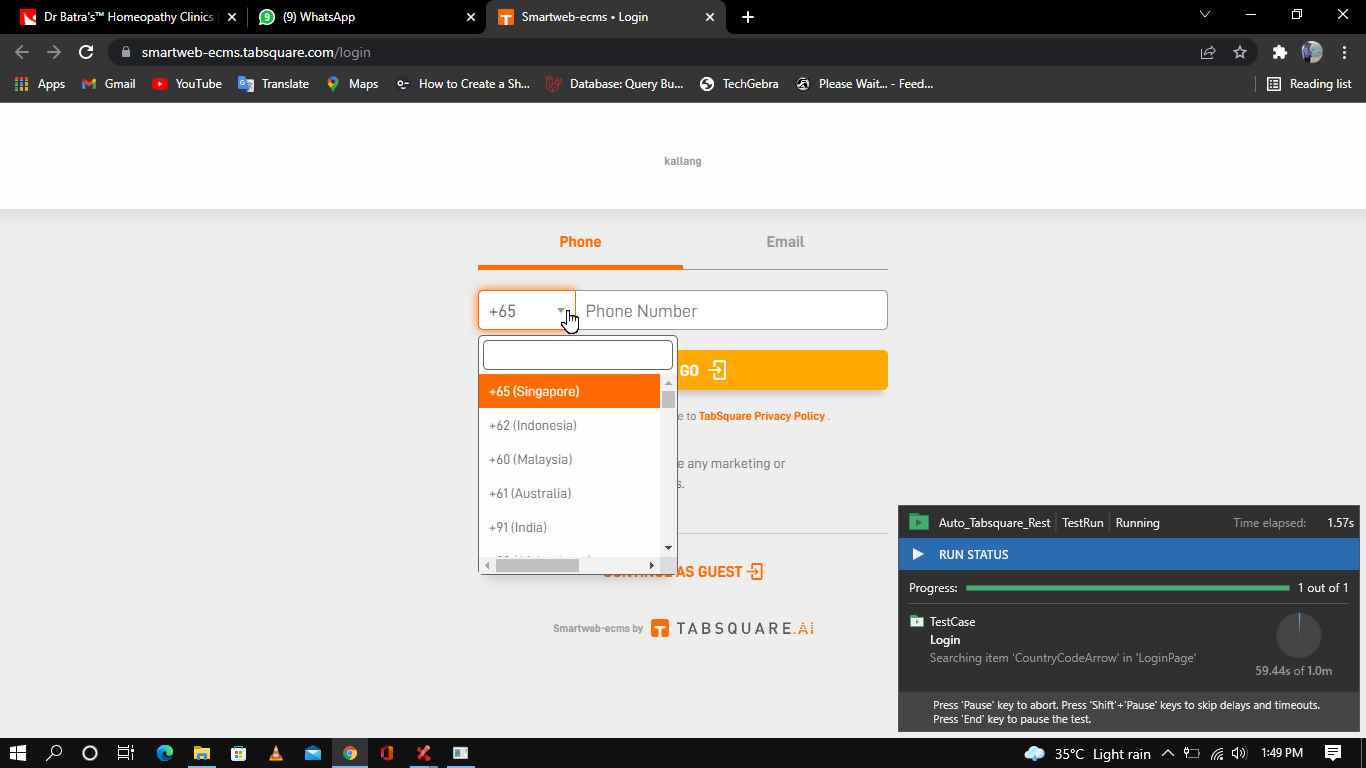 Dr Batra's™ Homeopathy Clinics
(9) WhatsApp
Smartweb-ecms • Login
smartweb-ecms.tabsquare.com/login
Apps
Gmail
YouTube
Translate
Maps
How to Create a Sh...
Database: Query Bu...
TechGebra
Please Wait... - Feed...
Reading list
kallang
Phone
Email
+65
Phone Number
GO
+65 (Singapore)
+62 (Indonesia)
+60 (Malaysia)
+61 (Australia)
+91 (India)
e to TabSquare Privacy Policy .
e any marketing or
s.
AS GUEST
Smartweb-ecms by TABSQUARE.AI
Auto_Tabsquare_Rest TestRun Running Time elapsed: 1.57s
RUN STATUS
Progress: 1 out of 1
TestCase
Login
Searching item 'CountryCodeArrow' in 'LoginPage'
59.44s of 1.0m
Press 'Pause' key to abort. Press 'Shift'+'Pause' keys to skip delays and timeouts.
Press 'End' key to pause the test.
35°C Light rain
1:49 PM